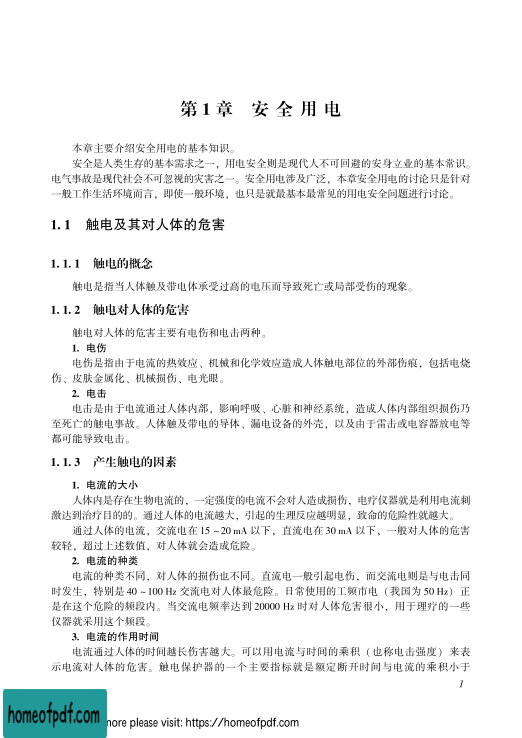 第1章 安全用电
本章主要介绍安全用电的基本知识。
安全是人类生存的基本需求之一，用电安全则是现代人不可回避的安身立业的基本常识。
电气事故是现代社会不可忽视的灾害之一。安全用电涉及广泛，本章安全用电的讨论只是针对
一般工作生活环境而言，即使一般环境，也只是就最基本最常见的用电安全问题进行讨论。
1.1 触电及其对人体的危害
1.1.1 触电的概念
触电是指当人体触及带电体承受过高的电压而导致死亡或局部受伤的现象。
1.1.2 触电对人体的危害
触电对人体的危害主要有电伤和电击两种。
1. 电伤
电伤是指由于电流的热效应、机械和化学效应造成人体触电部位的外部伤痕，包括电烧
伤、皮肤金属化、机械损伤、电光眼。
2. 电击
电击是由于电流通过人体内部，影响呼吸、心脏和神经系统，造成人体内部组织损伤乃
至死亡的触电事故。人体触及带电的导体、漏电设备的外壳，以及由于雷击或电容器放电等
都可能导致电击。
1.1.3 产生触电的因素
1. 电流的大小
人体内是存在生物电流的，一定强度的电流不会对人造成损伤，电疗仪器就是利用电流刺
激达到治疗目的的。通过人体的电流越大，引起的生理反应越明显，致命的危险性就越大。
通过人体的电流，交流电在 15 ~ 20 mA 以下，直流电在 30 mA 以下，一般对人体的危害
较轻，超过上述数值，对人体就会造成危险。
2. 电流的种类
电流的种类不同，对人体的损伤也不同。直流电一般引起电伤，而交流电则是与电击同
时发生，特别是 40 ~ 100 Hz 交流电对人体最危险。日常使用的工频市电（我国为 50 Hz）正
是在这个危险的频段内。当交流电频率达到 20000 Hz 时对人体危害很小，用于理疗的一些
仪器就采用这个频段。
3. 电流的作用时间
电流通过人体的时间越长伤害越大。可以用电流与时间的乘积（也称电击强度）来表
示电流对人体的危害。触电保护器的一个主要指标就是额定断开时间与电流的乘积小于
1
homeofpdf.com
more please visit: https://homeofpdf.com